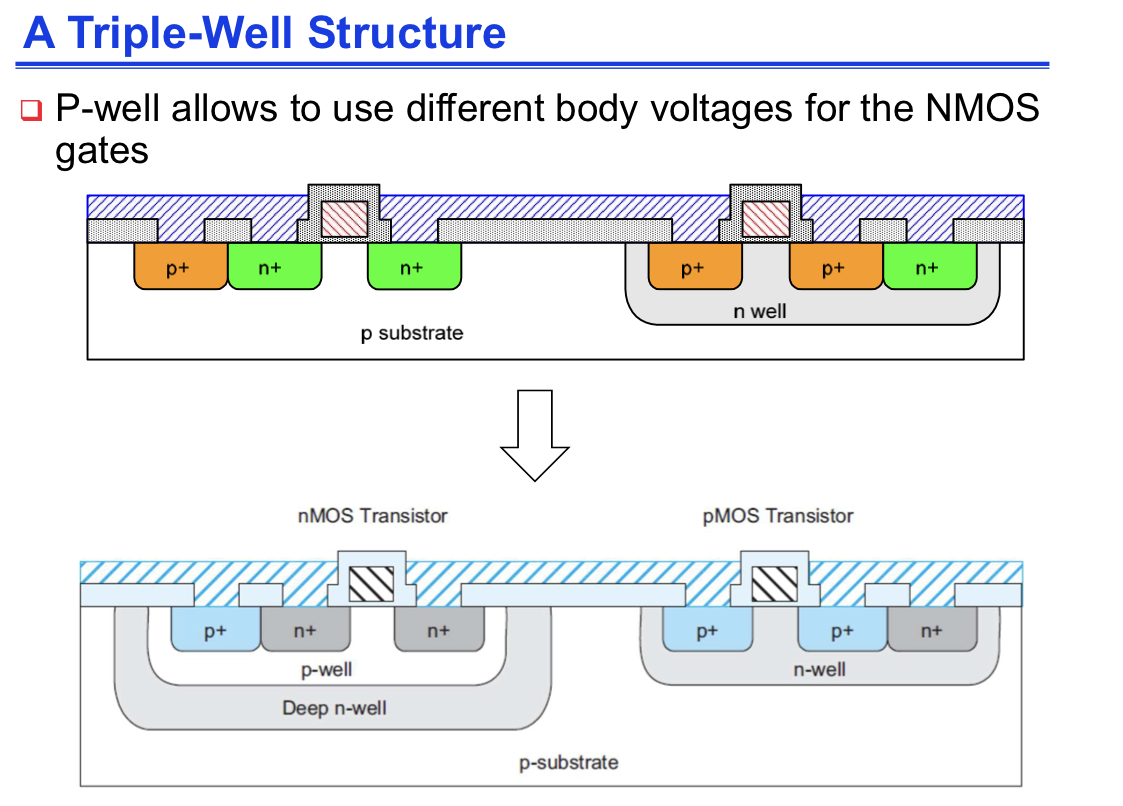 A Triple-Well Structure
P-well allows to use different body voltages for the NMOS
gates
p+ n+ n+ p+ p+ n+
n well
p substrate
nMOS Transistor pMOS Transistor
p+ n+ n+ p+ p+ n+
p-well n-well
Deep n-well
p-substrate